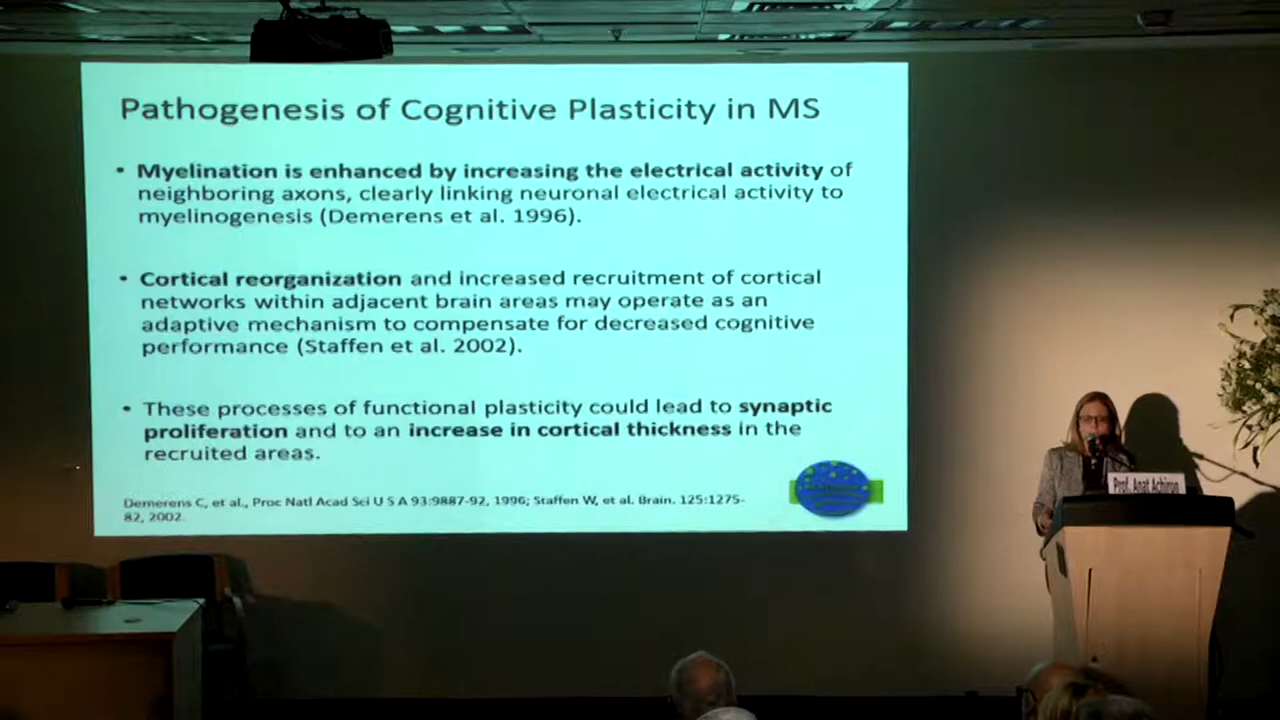 Pathogenesis of Cognitive Plasticity in MS
• Myelination is enhanced by increasing the electrical activity of
neighboring axons, clearly linking neuronal electrical activity to
myelinogenesis (Demerens et al. 1996).
• Cortical reorganization and increased recruitment of cortical
networks within adjacent brain areas may operate as an
adaptive mechanism to compensate for decreased cognitive
performance (Staffen et al. 2002).
• These processes of functional plasticity could lead to synaptic
proliferation and to an increase in cortical thickness in the
recruited areas.
Demerens C, et al., Proc Natl Acad Sci U S A 93:9887-92, 1996; Staffen W, et al. Brain. 125:1275-
82, 2002.
Prof. Anat Achiron